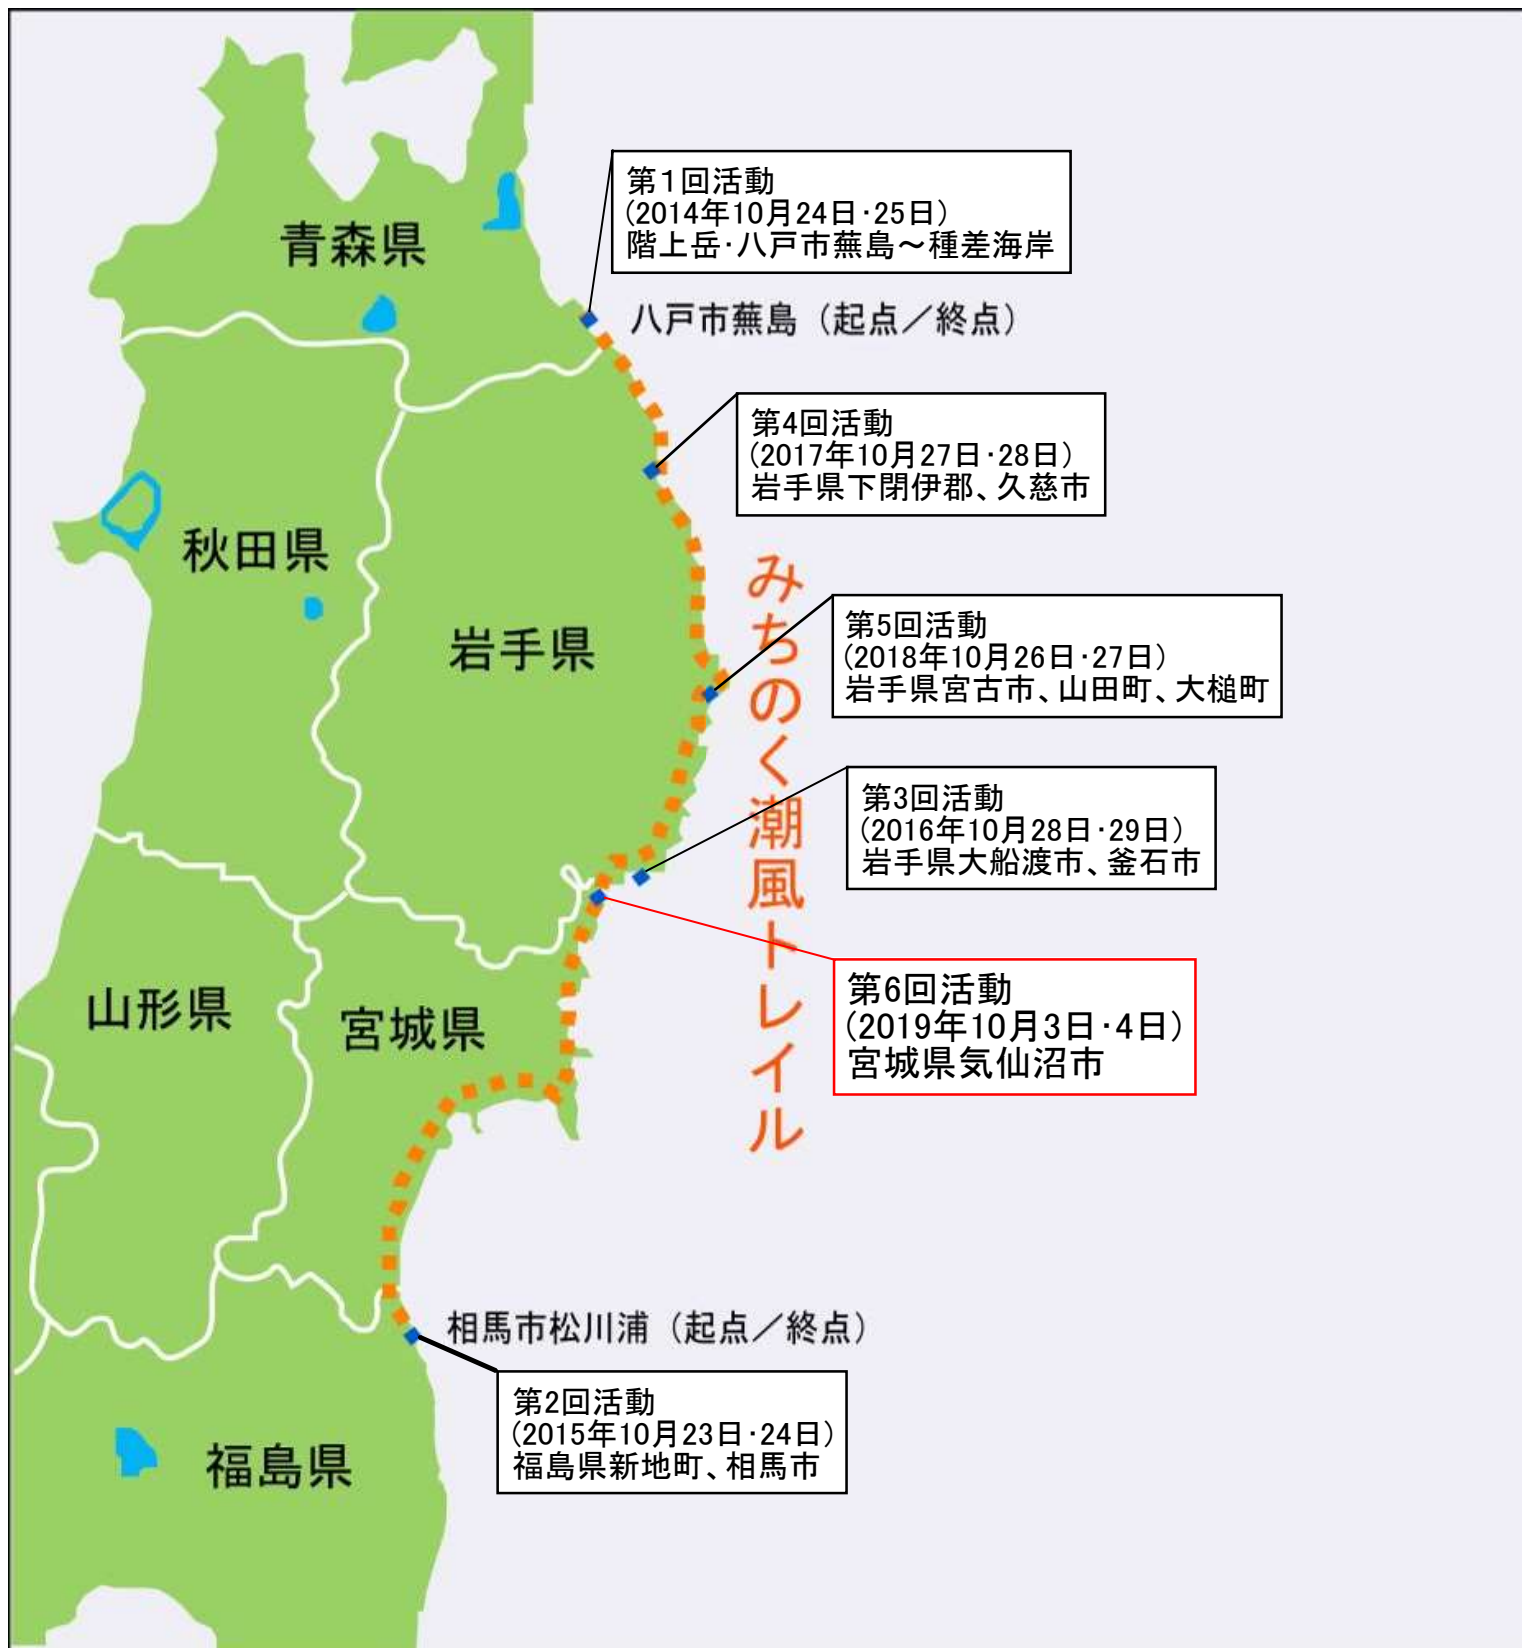 第1回活動
(2014年10月24日・25日)
階上岳・八戸市蕪島～種差海岸
青森県
八戸市蕪島（起点／終点）
第4回活動
(2017年10月27日・28日)
岩手県下閉伊郡、久慈市
秋田県
岩手県
みちのく潮風トレイル
第5回活動
(2018年10月26日・27日)
岩手県宮古市、山田町、大槌町
第3回活動
(2016年10月28日・29日)
岩手県大船渡市、釜石市
第6回活動
(2019年10月3日・4日)
宮城県気仙沼市
山形県
宮城県
相馬市松川浦（起点／終点）
第2回活動
(2015年10月23日・24日)
福島県新地町、相馬市
福島県